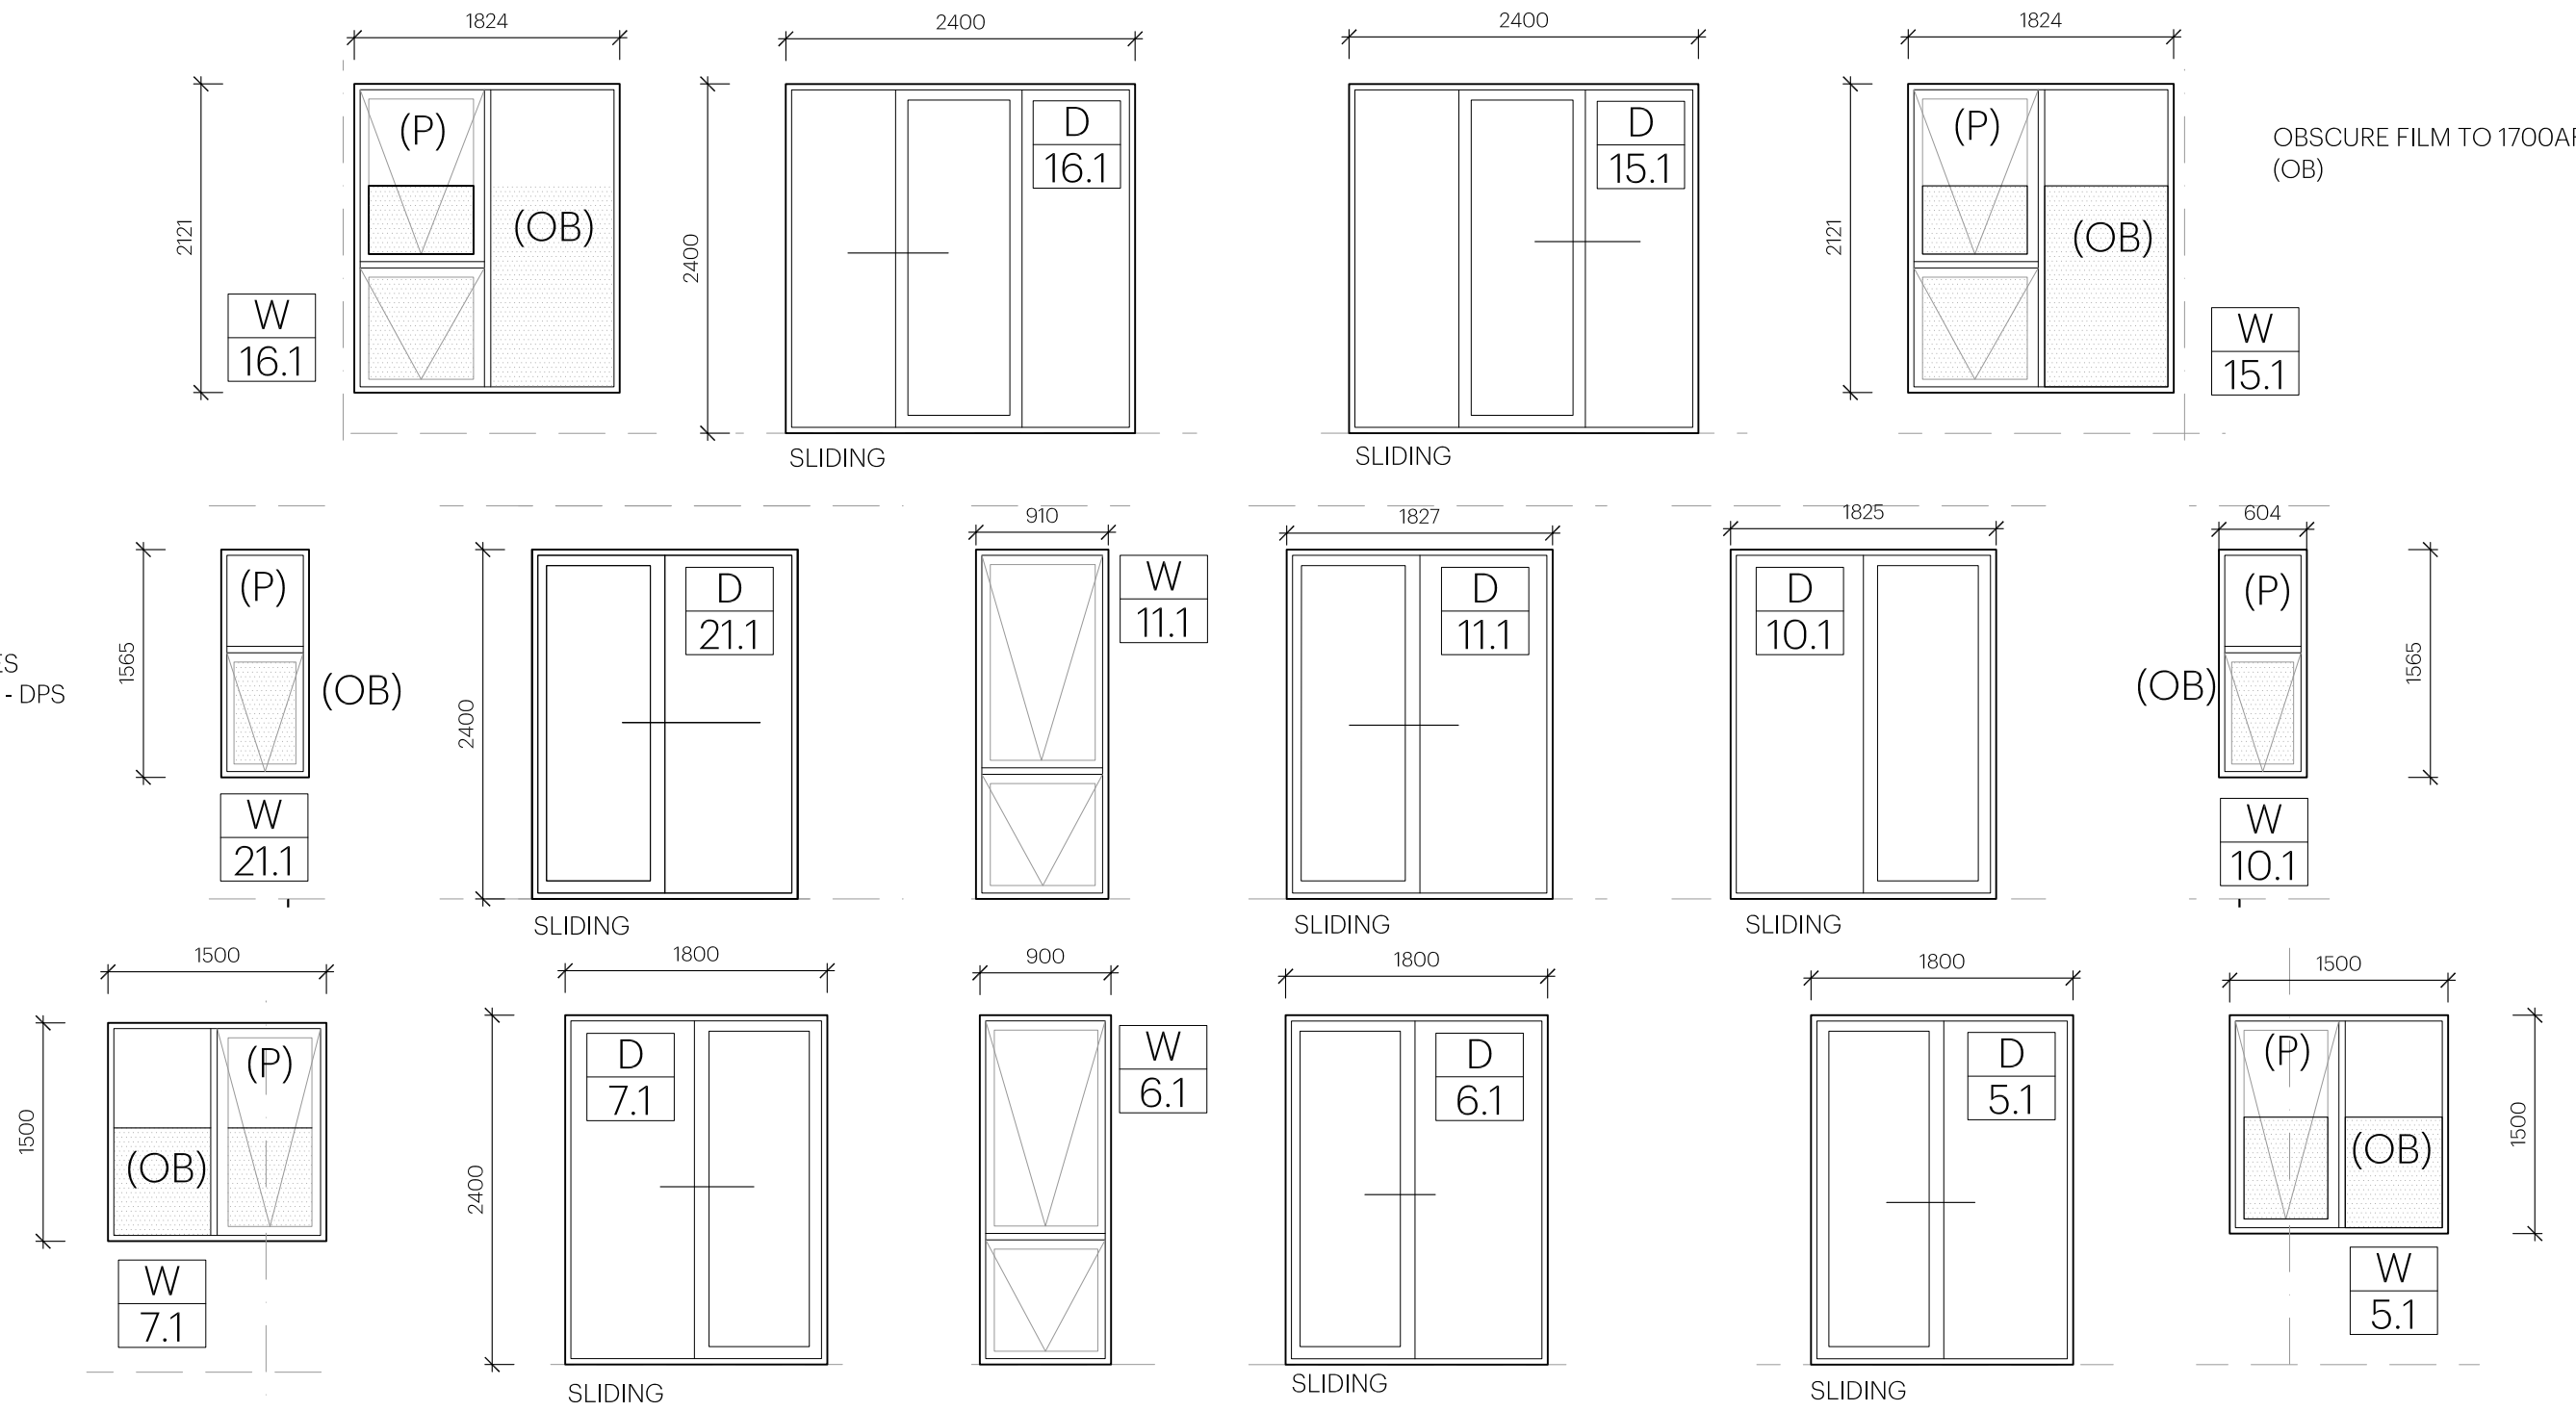 1824
2400
2400
1824
(P)
D
16.1
D
15.1
(P)
OBSCURE FILM TO 1700A
(OB)
(OB)
(OB)
2121
2400
2121
W
16.1
W
15.1
SLIDING
SLIDING
910
1827
1825
604
(P)
D
21.1
W
11.1
D
11.1
D
10.1
(P)
1565
(OB)
2400
(OB)
1565
ES
- DPS
W
21.1
W
10.1
SLIDING
SLIDING
SLIDING
1500
1800
900
1800
1800
1500
(P)
D
7.1
W
6.1
D
6.1
D
5.1
(P)
1500
(OB)
2400
(OB)
1500
W
7.1
W
5.1
SLIDING
SLIDING
SLIDING